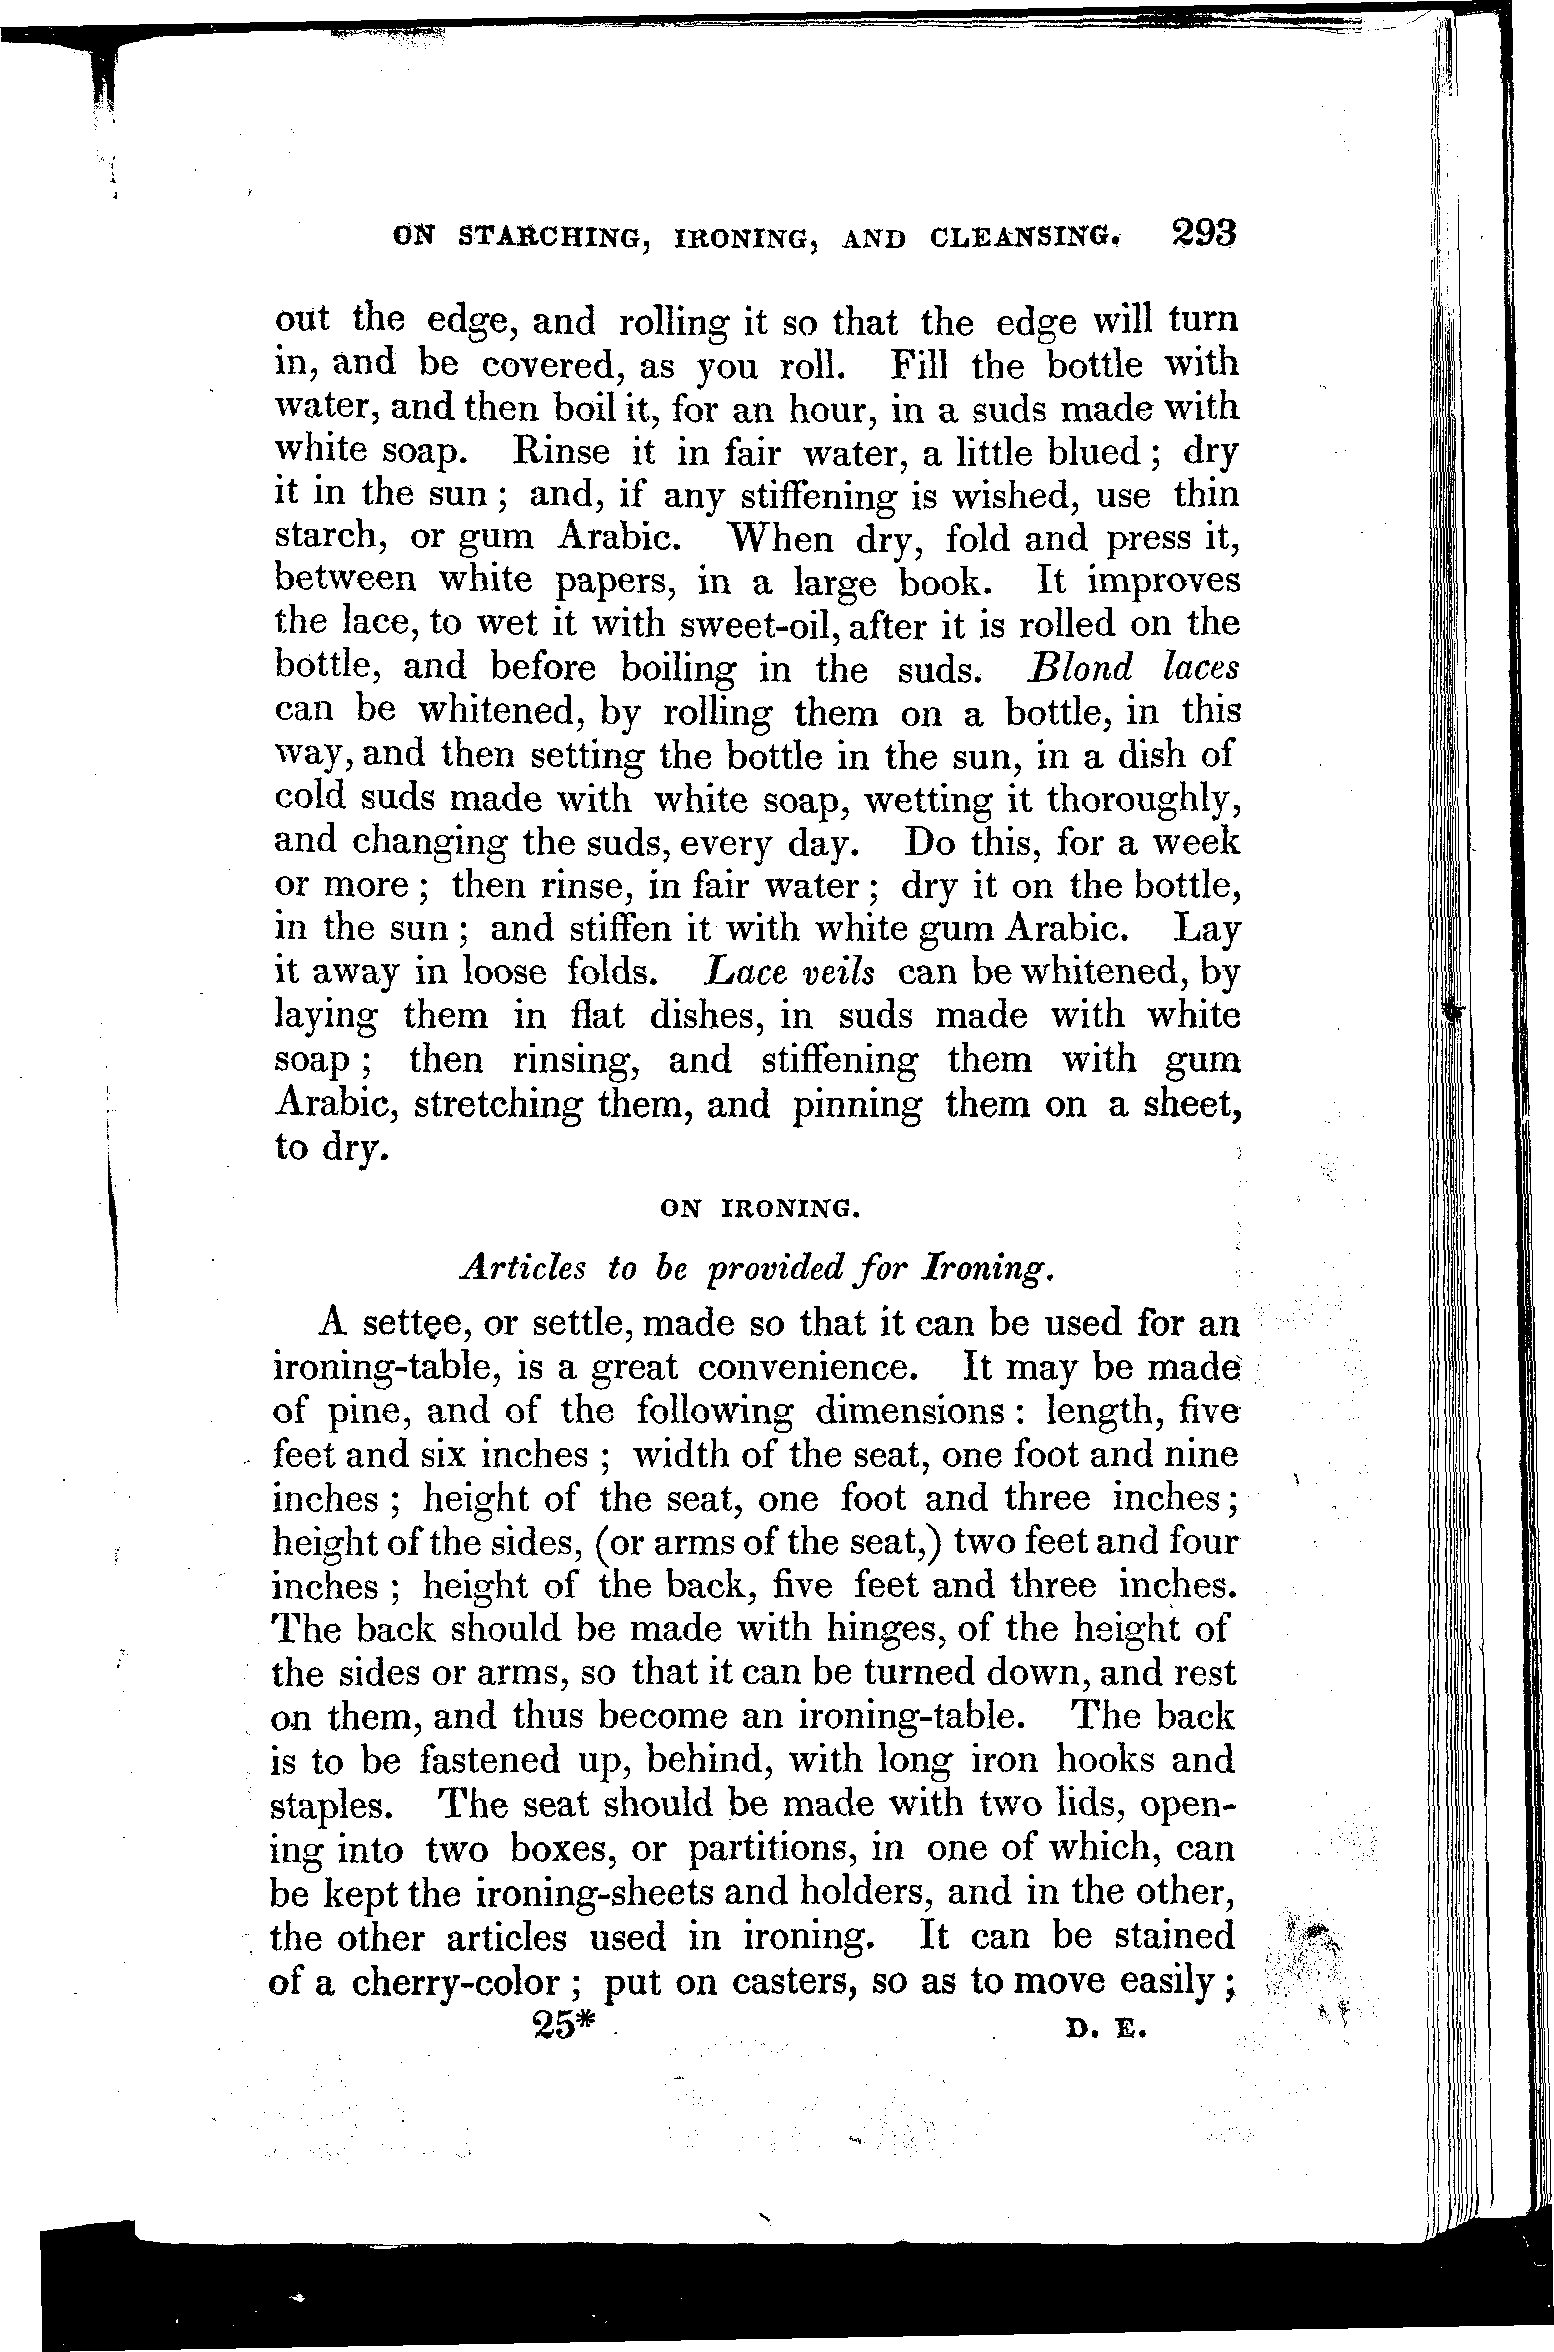 ON STARCHING, IRONING, AND CLEANSING. 293
out the edge, and rolling it so that the edge will turn
in, and be covered, as you roll. Fill the bottle with
water, and then boil it, for an hour, in a suds made with
white soap. Rinse it in fair water, a little blued ; dry
it in the sun ; and, if any stiffening is wished, use thin
starch, or gum Arabic. When dry, fold and press it,
between white papers, in a large book. It improves
the lace, to wet it with sweet-oil, after it is rolled on the
bottle, and before boiling in the suds. Blond laces
can be whitened, by rolling them on a bottle, in this
way, and then setting the bottle in the sun, in a dish of
cold suds made with white soap, wetting it thoroughly,
and changing the suds, every day. Do this, for a week
or more ; then rinse, in fair water ; dry it on the bottle,
in the sun ; and stiffen it with white gum Arabic. Lay
it away in loose folds. Lace veils can be whitened, by
laying them in flat dishes, in suds made with white
soap ; then rinsing, and stiffening them with gum
Arabic, stretching them, and pinning them on a sheet,
to dry.
ON IRONING.
Articles to be provided for Ironing.
A settee, or settle, made so that it can be used for an
ironing-table, is a great convenience. It may be made
of pine, and of the following dimensions : length, five
feet and six inches ; width of the seat, one foot and nine
inches ; height of the seat, one foot and three inches ;
height of the sides, (or arms of the seat,) two feet and four
inches ; height of the back, five feet and three inches.
The back should be made with hinges, of the height of
the sides or arms, so that it can be turned down, and rest
on them, and thus become an ironing-table. The back
is to be fastened up, behind, with long iron hooks and
staples. The seat should be made with two lids, open-
ing into two boxes, or partitions, in one of which, can
be kept the ironing-sheets and holders, and in the other,
the other articles used in ironing. It can be stained
of a cherry-color ; put on casters, so as to move easily ;
25* D. E.